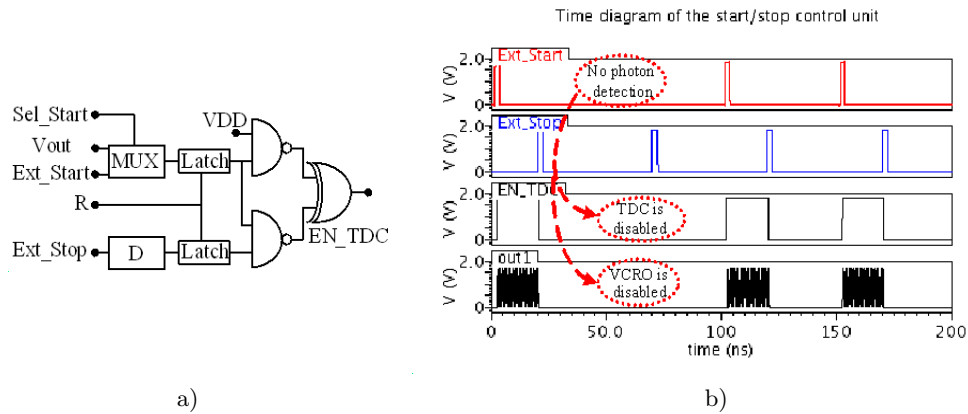 Sel_Start
Vout
Ext_Start
R
Ext_Stop
MUX
D
Latch
Latch
VDD
EN_TDC
a)
Time diagram of the start/stop control unit
Ext_Start
V (V)
2.0
0
No photon
detection
Ext_Stop
V (V)
2.0
0
EN_TDC
V (V)
2.0
0
TDC is
disabled
out1
V (V)
2.0
0
VCRO is
disabled
0 50.0 100 150 200
time (ns)
b)